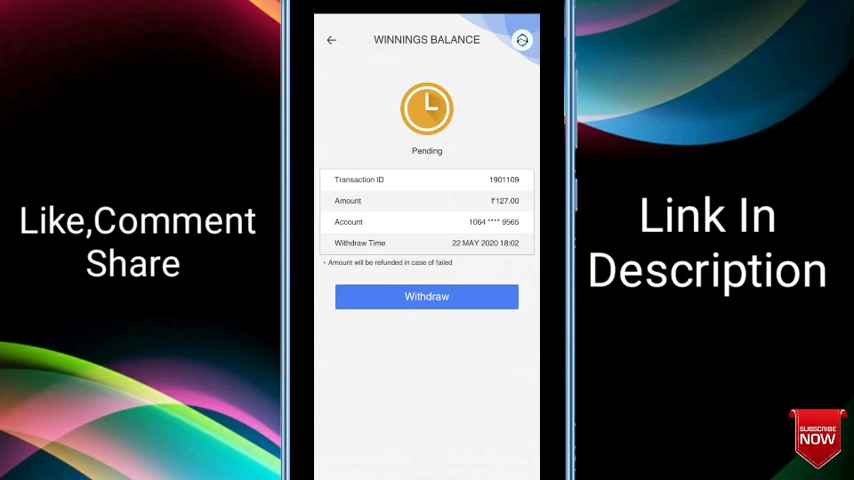 WINNINGS BALANCE
Pending
Transaction ID 1901109
Amount ₹127.00
Account 1064 **** 9565
Withdraw Time 22 MAY 2020 18:02
* Amount will be refunded in case of failed
Withdraw
Like,Comment
Share
Link In
Description
SUBSCRIBE
NOW